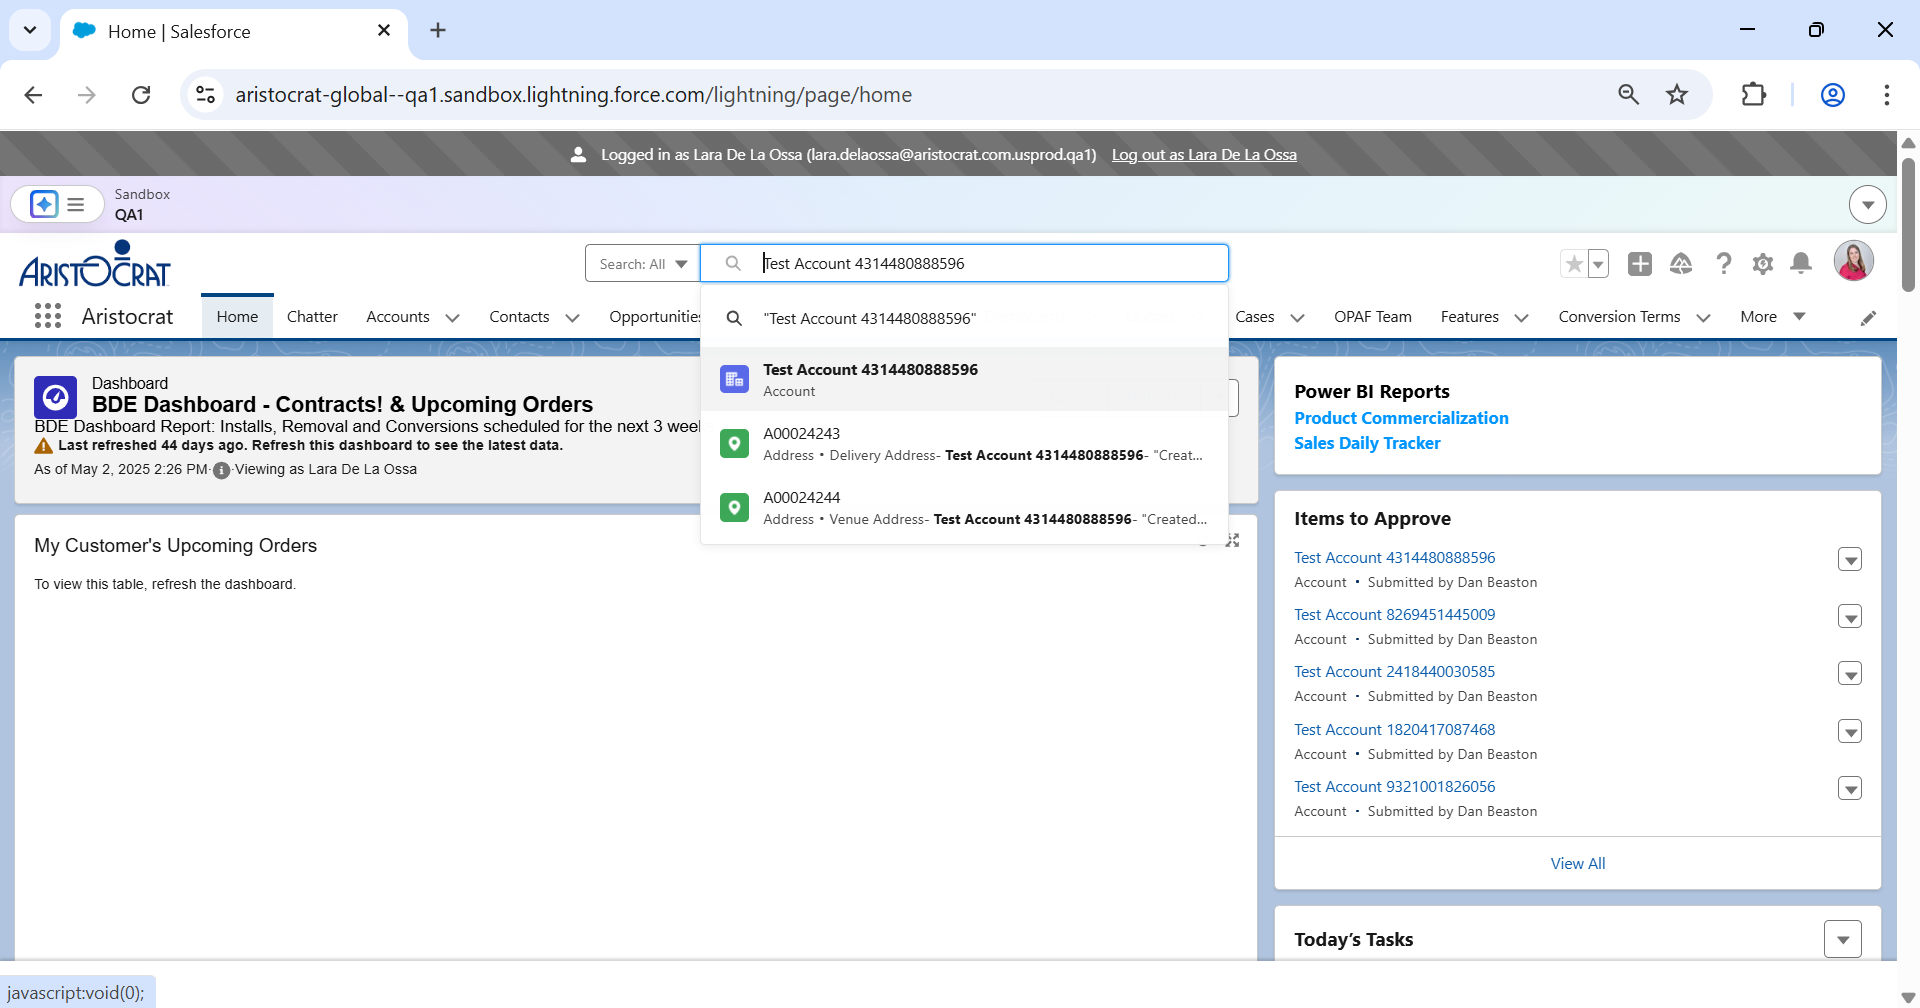 Home | Salesforce
aristocrat-global--qa1.sandbox.lightning.force.com/lightning/page/home
Logged in as Lara De La Ossa (lara.delaossa@aristocrat.com.usprod.qa1) Log out as Lara De La Ossa
Sandbox
QA1
ARISTOCRAT
Search: All
Test Account 4314480888596
Aristocrat
Home Chatter Accounts Contacts Opportunities Cases OPAF Team Features Conversion Terms More
"Test Account 4314480888596"
Test Account 4314480888596
Account
A00024243
Address • Delivery Address- Test Account 4314480888596- "Creat...
A00024244
Address • Venue Address- Test Account 4314480888596- "Created...
Dashboard
BDE Dashboard - Contracts! & Upcoming Orders
BDE Dashboard Report: Installs, Removal and Conversions scheduled for the next 3 wee
Last refreshed 44 days ago. Refresh this dashboard to see the latest data.
As of May 2, 2025 2:26 PM·Viewing as Lara De La Ossa
My Customer's Upcoming Orders
To view this table, refresh the dashboard.
Power BI Reports
Product Commercialization
Sales Daily Tracker
Items to Approve
Test Account 4314480888596
Account • Submitted by Dan Beaston
Test Account 8269451445009
Account • Submitted by Dan Beaston
Test Account 2418440030585
Account • Submitted by Dan Beaston
Test Account 1820417087468
Account • Submitted by Dan Beaston
Test Account 9321001826056
Account • Submitted by Dan Beaston
View All
Today's Tasks
javascript:void(0);